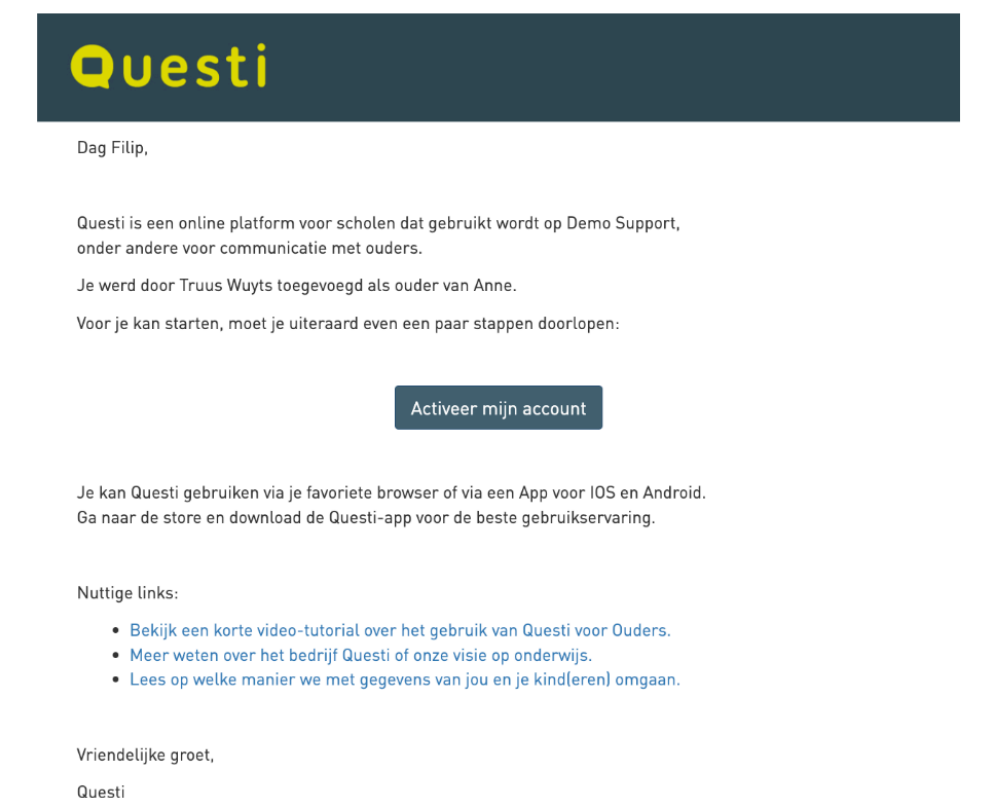 Questi
Dag Filip,
Questi is een online platform voor scholen dat gebruikt wordt op Demo Support,
onder andere voor communicatie met ouders.
Je werd door Truus Wuyts toegevoegd als ouder van Anne.
Voor je kan starten, moet je uiteraard even een paar stappen doorlopen:
Activeer mijn account
Je kan Questi gebruiken via je favoriete browser of via een App voor IOS en Android.
Ga naar de store en download de Questi-app voor de beste gebruikservaring.
Nuttige links:
• Bekijk een korte video-tutorial over het gebruik van Questi voor Ouders.
• Meer weten over het bedrijf Questi of onze visie op onderwijs.
• Lees op welke manier we met gegevens van jou en je kind(eren) omgaan.
Vriendelijke groet,
Questi